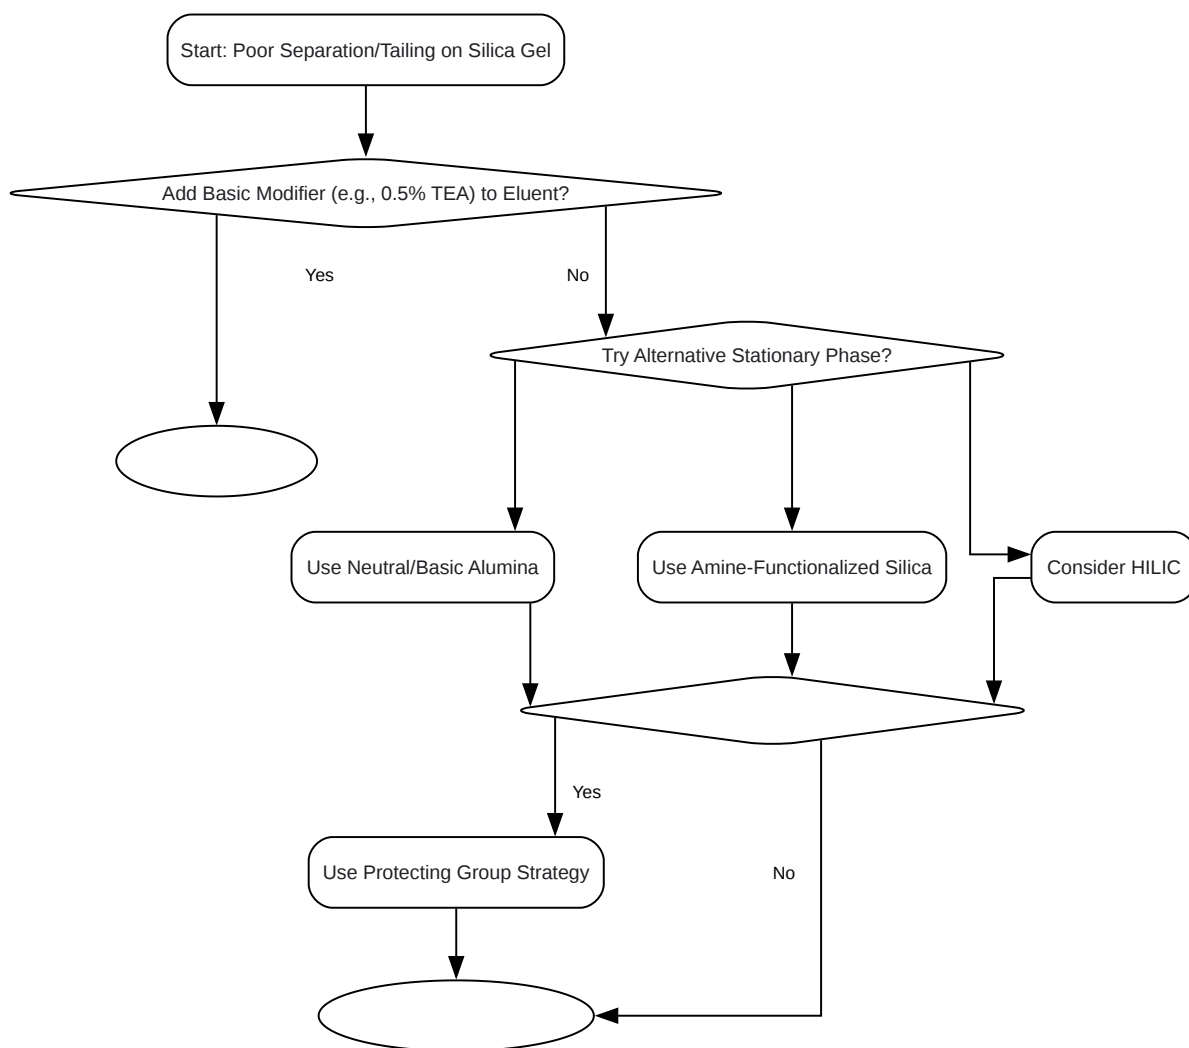 Start: Poor Separation/Tailing on Silica Gel
Add Basic Modifier (e.g., 0.5% TEA) to Eluent?
Yes
No
Try Alternative Stationary Phase?
Use Neutral/Basic Alumina
Use Amine-Functionalized Silica
Consider HILIC
Yes
Use Protecting Group Strategy
No